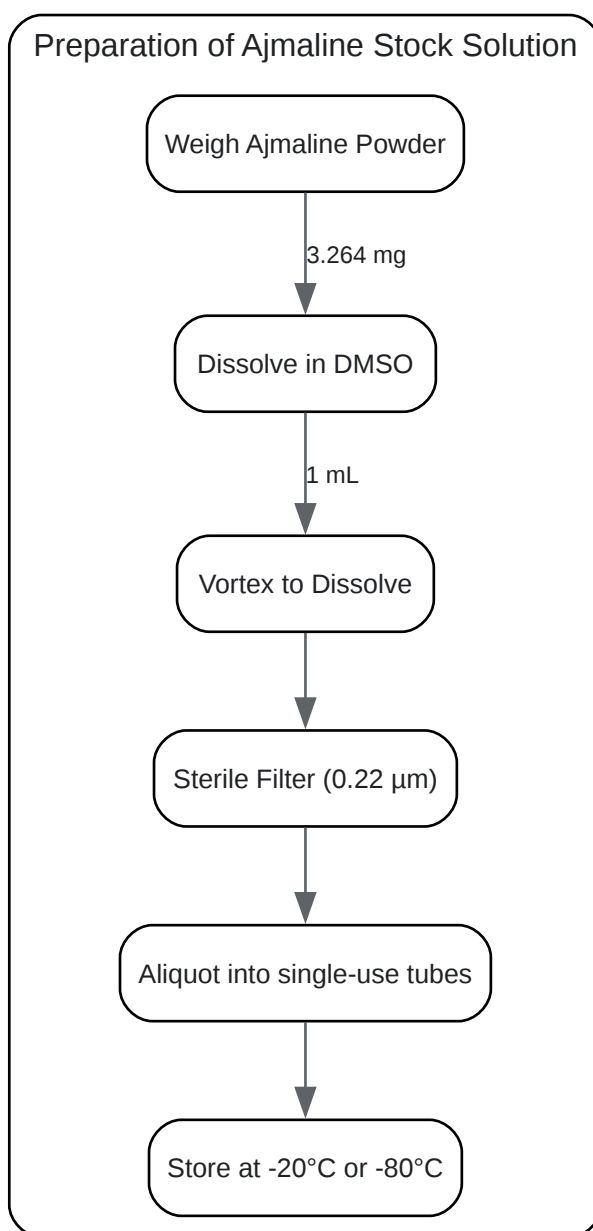 Preparation of Ajmaline Stock Solution
Weigh Ajmaline Powder
3.264 mg
Dissolve in DMSO
1 mL
Vortex to Dissolve
Sterile Filter (0.22 µm)
Aliquot into single-use tubes
Store at -20°C or -80°C